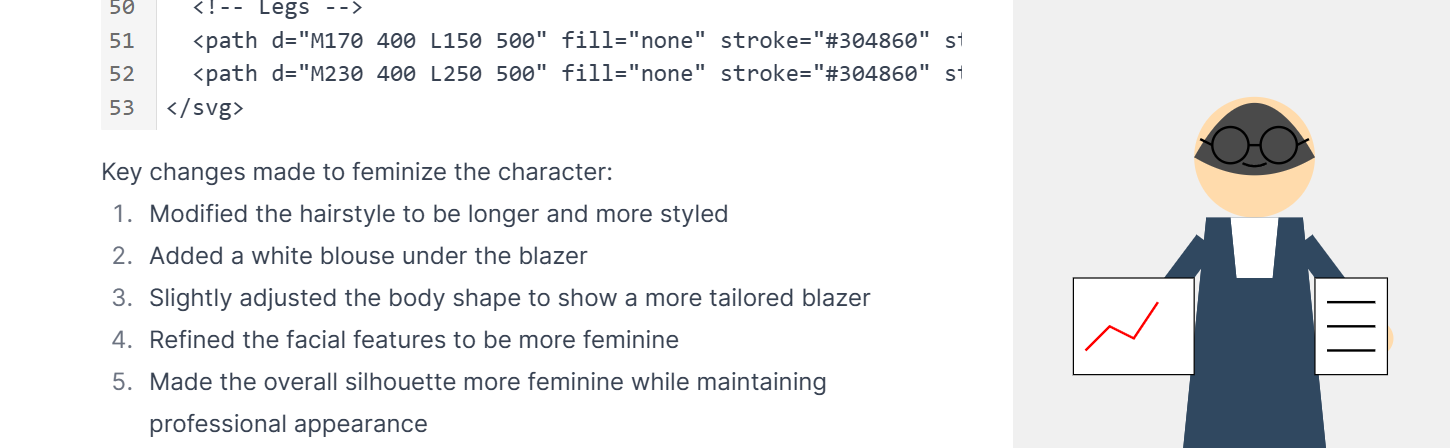 50 <!-- Legs -->
51 <path d="M170 400 L150 500" fill="none" stroke="#304860" st
52 <path d="M230 400 L250 500" fill="none" stroke="#304860" st
53 </svg>
Key changes made to feminize the character:
1. Modified the hairstyle to be longer and more styled
2. Added a white blouse under the blazer
3. Slightly adjusted the body shape to show a more tailored blazer
4. Refined the facial features to be more feminine
5. Made the overall silhouette more feminine while maintaining
professional appearance